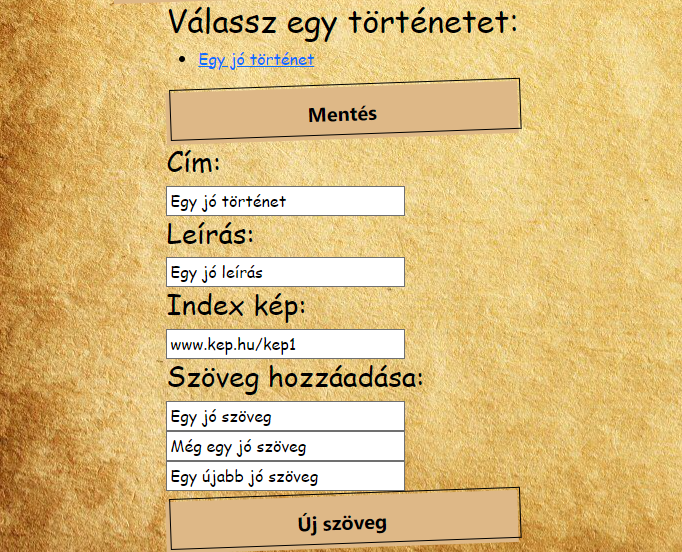 Válassz egy történetet:
Egy jó történet
Mentés
Cím:
Egy jó történet
Leírás:
Egy jó leírás
Index kép:
www.kep.hu/kep1
Szöveg hozzáadása:
Egy jó szöveg
Még egy jó szöveg
Egy újabb jó szöveg
Új szöveg